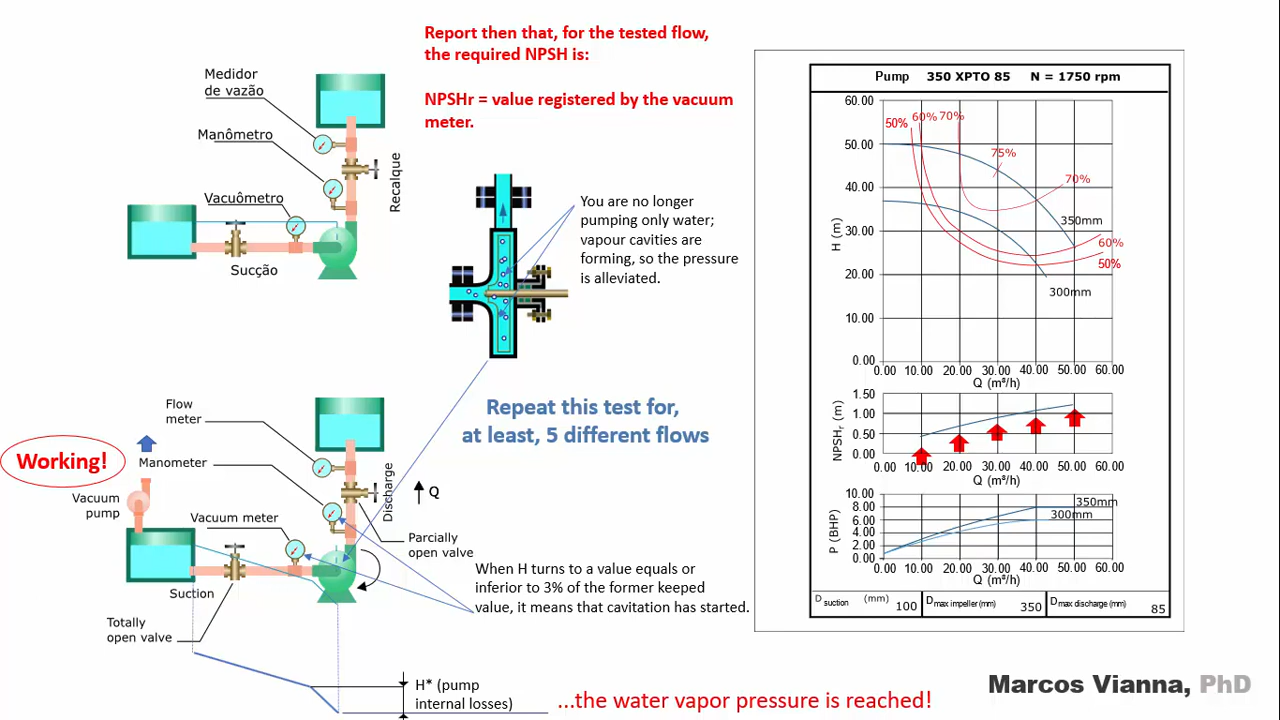 Report then that, for the tested flow,
the required NPSH is:
NPSHr = value registered by the vacuum
meter.
Medidor
de vazão
Manômetro
Vacuômetro
Recalque
Sucção
You are no longer
pumping only water;
vapour cavities are
forming, so the pressure
is alleviated.
Repeat this test for,
at least, 5 different flows
Working!
Flow
meter
Manometer
Vacuum
pump
Vacuum meter
Discharge
Q
Parcially
open valve
Suction
Totally
open valve
When H turns to a value equals or
inferior to 3% of the former keeped
value, it means that cavitation has started.
H* (pump
internal losses)
...the water vapor pressure is reached!
Pump 350 XPTO 85 N = 1750 rpm
60.00
50.00
40.00
30.00
20.00
10.00
0.00
H (m)
50% 60% 70%
75%
70%
350mm
60%
50%
300mm
0.00 10.00 20.00 30.00 40.00 50.00 60.00
Q (m³/h)
1.50
1.00
0.50
0.00
NPSHr (m)
0.00 10.00 20.00 30.00 40.00 50.00 60.00
Q (m³/h)
10.00
8.00
6.00
4.00
2.00
0.00
P (BHP)
350mm
300mm
0.00 10.00 20.00 30.00 40.00 50.00 60.00
Q (m³/h)
D suction (mm) 100 Dmax impeller (mm) 350 Dmax discharge (mm) 85
Marcos Vianna, PhD